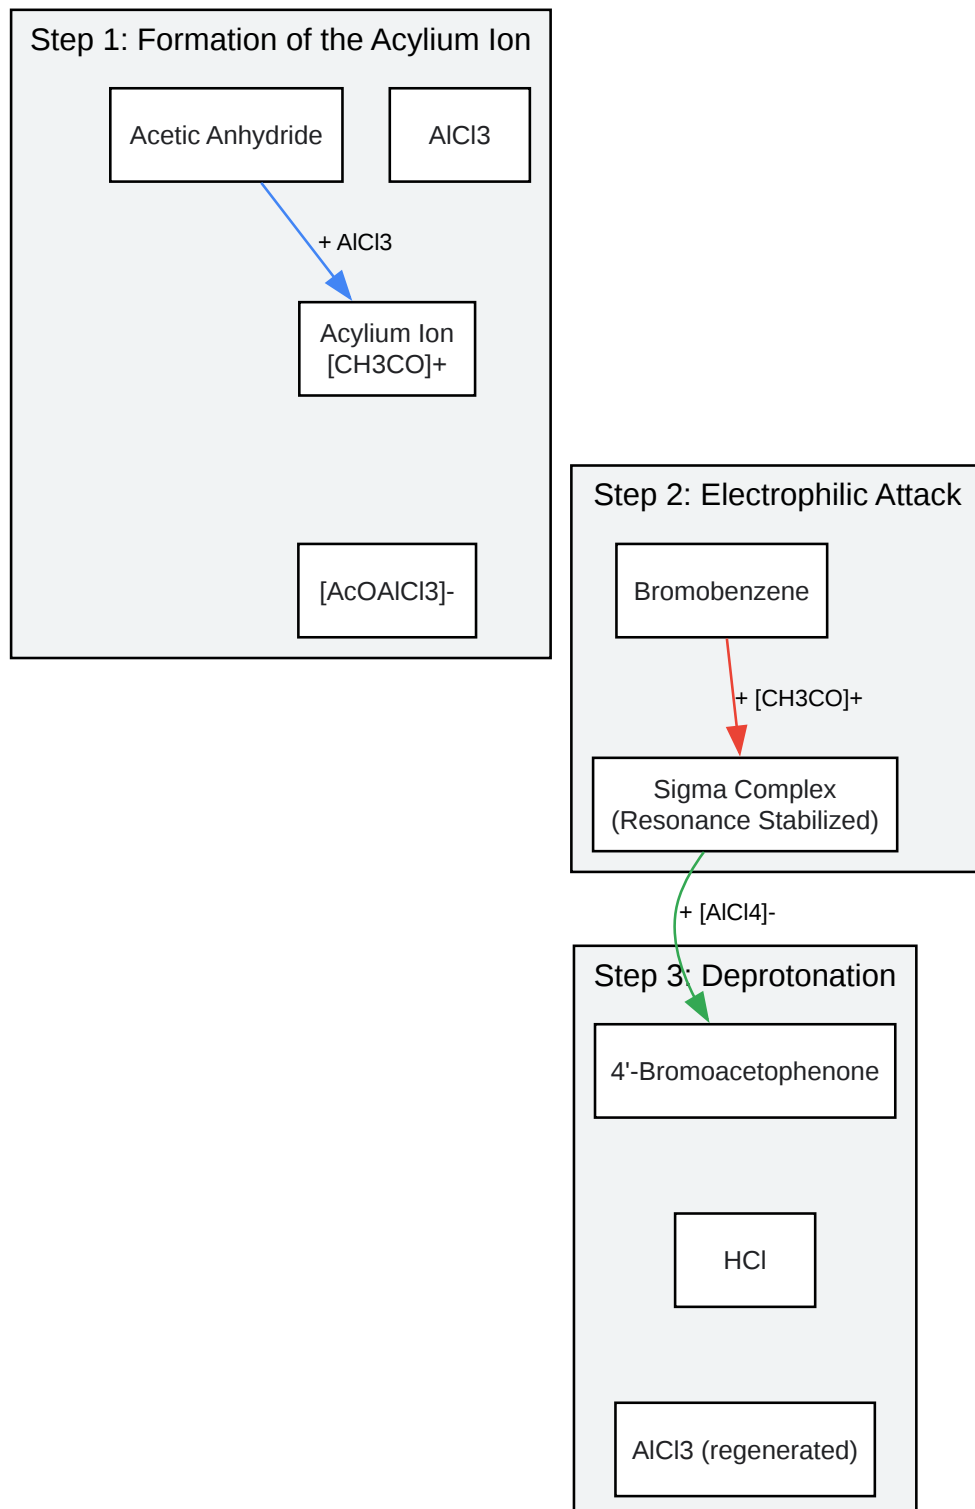 Step 1: Formation of the Acylium Ion
Acetic Anhydride
AlCl3
+ AlCl3
Acylium Ion
[CH3CO]+
[AcOAlCl3]-
Step 2: Electrophilic Attack
Bromobenzene
+ [CH3CO]+
Sigma Complex
(Resonance Stabilized)
+ [AlCl4]-
Step 3: Deprotonation
4'-Bromoacetophenone
HCl
AlCl3 (regenerated)